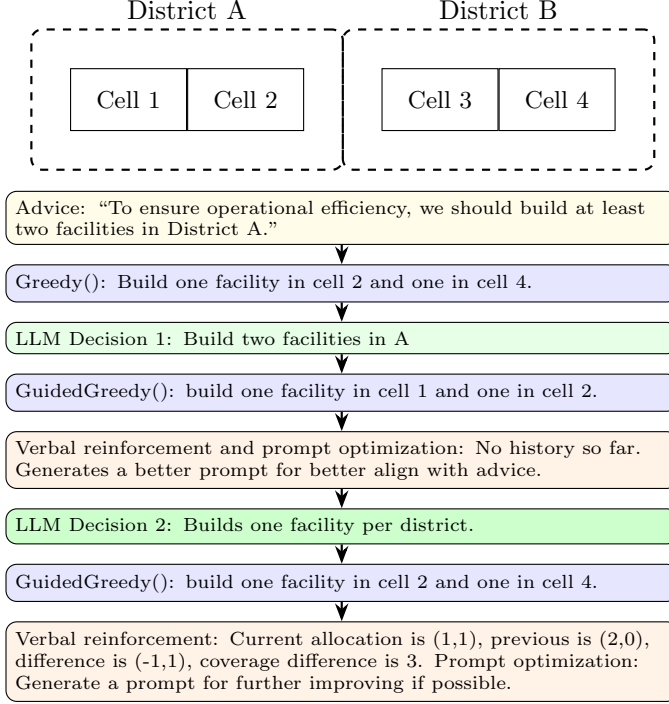 District A District B
Cell 1 Cell 2 Cell 3 Cell 4
Advice: “To ensure operational efficiency, we should build at least
two facilities in District A.”
Greedy(): Build one facility in cell 2 and one in cell 4.
LLM Decision 1: Build two facilities in A
GuidedGreedy(): build one facility in cell 1 and one in cell 2.
Verbal reinforcement and prompt optimization: No history so far.
Generates a better prompt for better align with advice.
LLM Decision 2: Builds one facility per district.
GuidedGreedy(): build one facility in cell 2 and one in cell 4.
Verbal reinforcement: Current allocation is (1,1), previous is (2,0),
difference is (-1,1), coverage difference is 3. Prompt optimization:
Generate a prompt for further improving if possible.